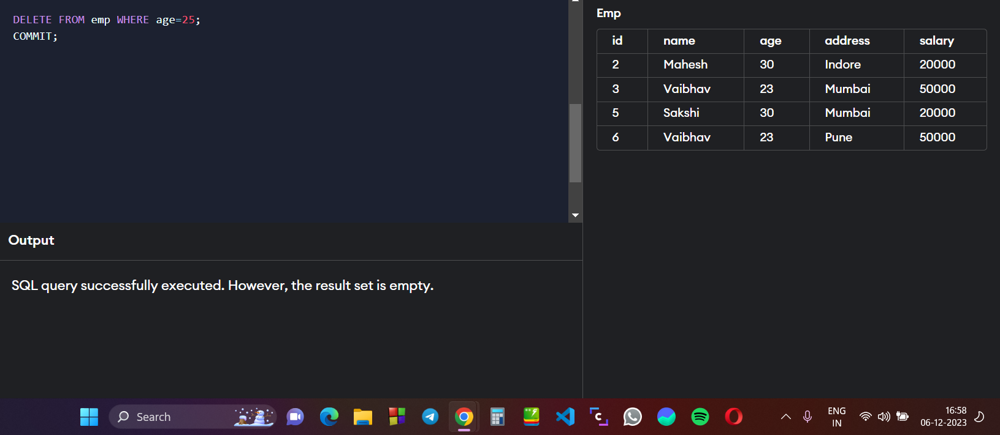 DELETE FROM emp WHERE age=25;
COMMIT;
Output
SQL query successfully executed. However, the result set is empty.
Emp
id name age address salary
2 Mahesh 30 Indore 20000
3 Vaibhav 23 Mumbai 50000
5 Sakshi 30 Mumbai 20000
6 Vaibhav 23 Pune 50000
Search
ENG
IN
16:58
06-12-2023